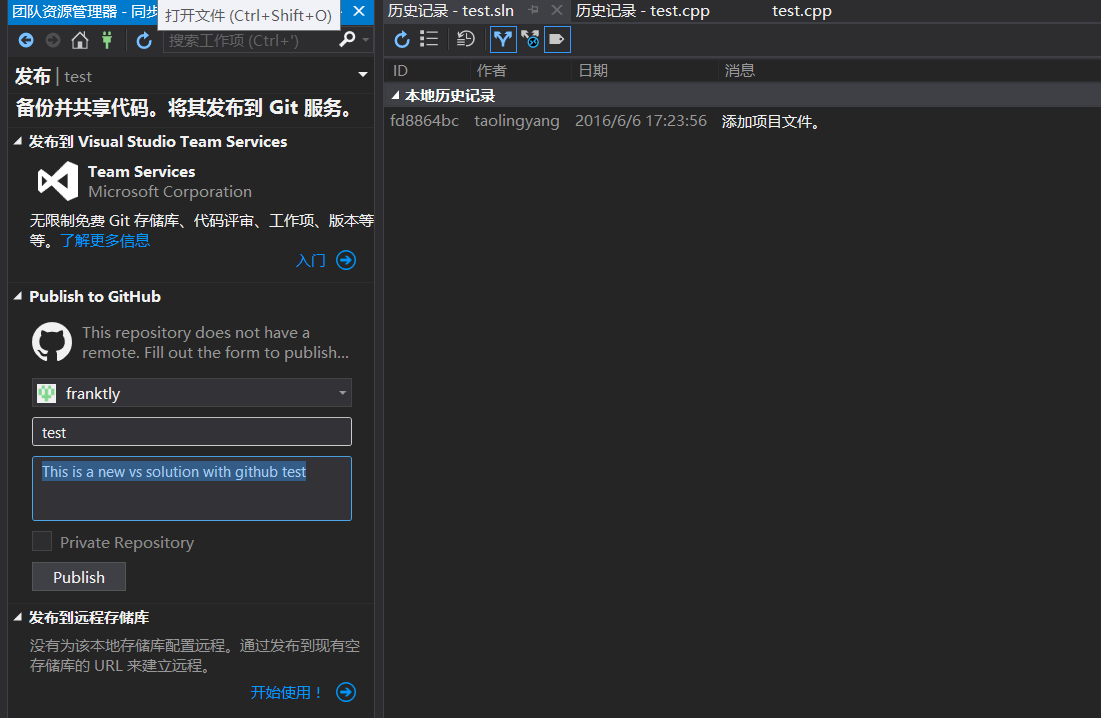 团队资源管理器 - 同步
打开文件 (Ctrl+Shift+O)
搜索工作项 (Ctrl+')
发布 | test
备份并共享代码。将其发布到 Git 服务。
发布到 Visual Studio Team Services
Team Services
Microsoft Corporation
无限制免费 Git 存储库、代码评审、工作项、版本等
等。了解更多信息
入门
Publish to GitHub
This repository does not have a
remote. Fill out the form to publish...
franktly
test
This is a new vs solution with github test
Private Repository
Publish
发布到远程存储库
没有为该本地存储库配置远程。通过发布到现有空
存储库的 URL 来建立远程。
开始使用！
历史记录 - test.sln
历史记录 - test.cpp
test.cpp
ID 作者 日期 消息
本地历史记录
fd8864bc taolingyang 2016/6/6 17:23:56 添加项目文件。